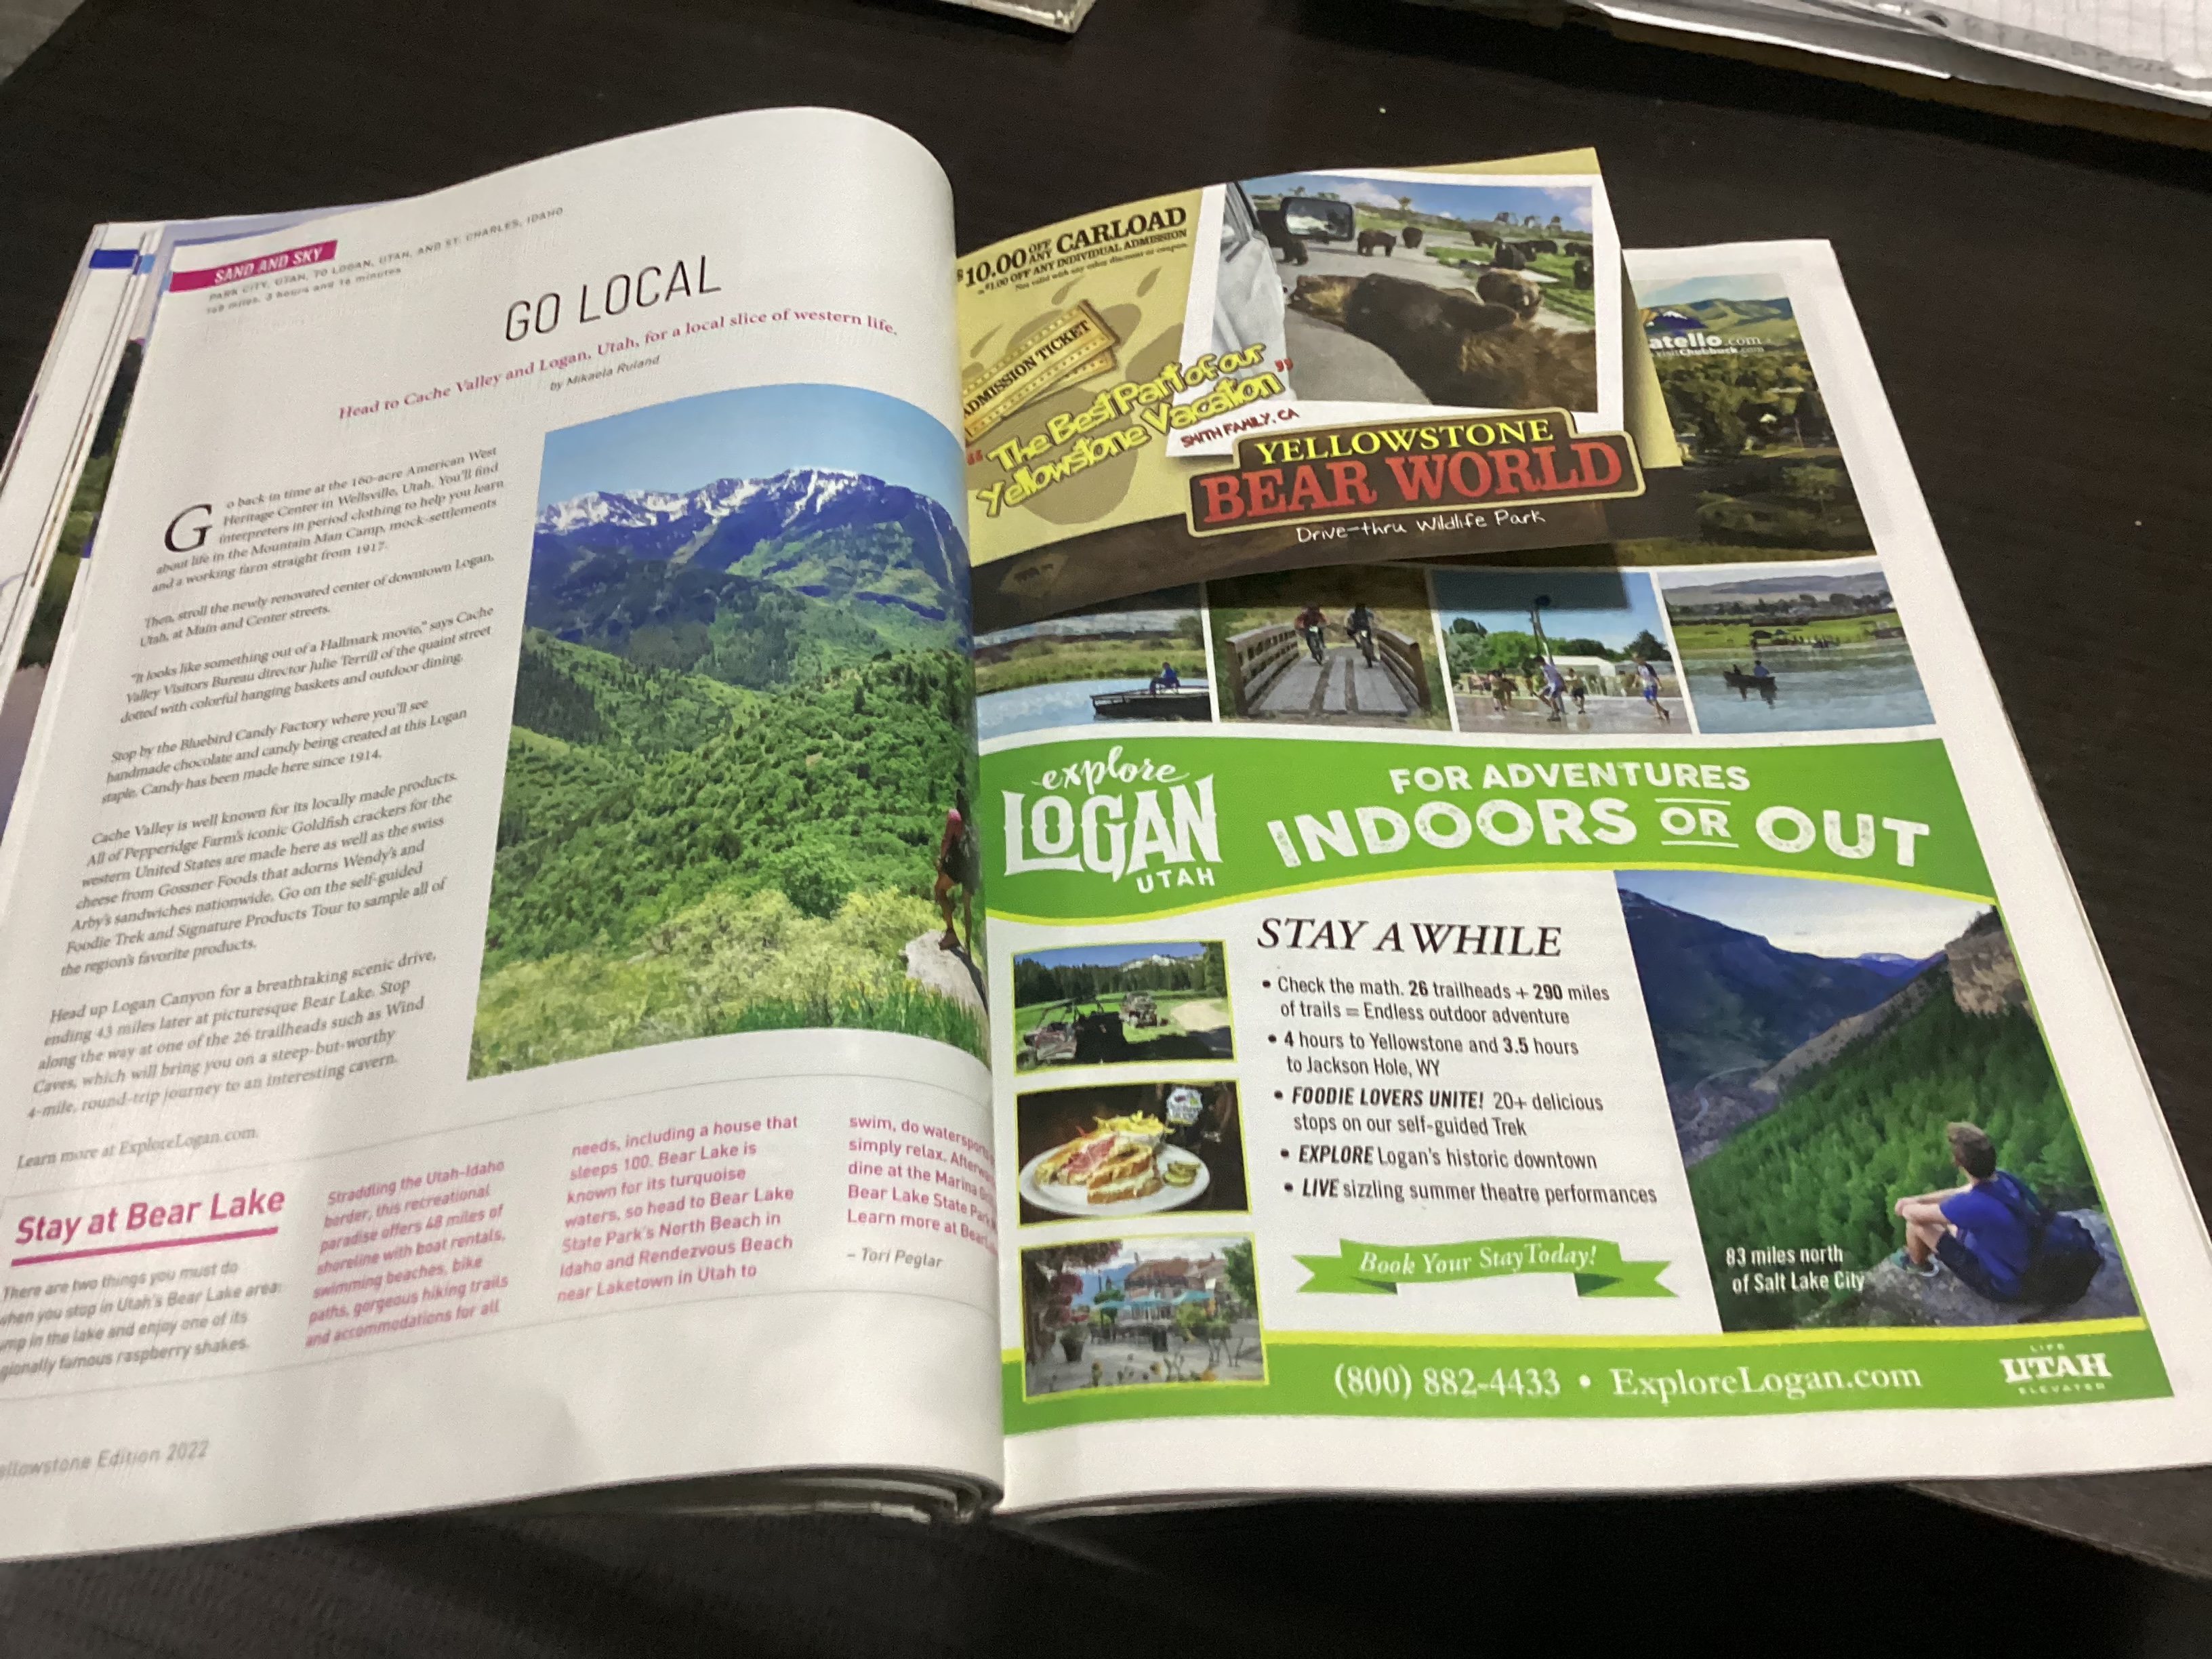 SAND AND SKY
PARK CITY, UTAH, TO LOGAN, UTAH, AND ST. CHARLES, IDAHO
169 miles, 3 hours and 16 minutes
GO LOCAL
Head to Cache Valley and Logan, Utah, for a local slice of western life.
by Mikaela Ruland
Go back in time at the 160-acre American West
Heritage Center in Wellsville, Utah. You'll find
interpreters in period clothing to help you learn
about life in the Mountain Man Camp, mock-settlements
and a working farm straight from 1917.
Then, stroll the newly renovated center of downtown Logan,
Utah, at Main and Center streets.
"It looks like something out of a Hallmark movie," says Cache
Valley Visitors Bureau director Julie Terrill of the quaint street
dotted with colorful hanging baskets and outdoor dining.
Stop by the Bluebird Candy Factory where you'll see
handmade chocolate and candy being created at this Logan
staple. Candy has been made here since 1914.
Cache Valley is well known for its locally made products.
All of Pepperidge Farm's iconic Goldfish crackers for the
western United States are made here as well as the swiss
cheese from Gossner Foods that adorns Wendy's and
Arby's sandwiches nationwide. Go on the self-guided
Foodie Trek and Signature Products Tour to sample all of
the region's favorite products.
Head up Logan Canyon for a breathtaking scenic drive,
ending 43 miles later at picturesque Bear Lake. Stop
along the way at one of the 26 trailheads such as Wind
Caves, which will bring you on a steep-but-worthy
4-mile, round-trip journey to an interesting cavern.
Learn more at ExploreLogan.com.
Stay at Bear Lake
There are two things you must do
when you stop in Utah's Bear Lake area:
ump in the lake and enjoy one of its
gionally famous raspberry shakes.
Straddling the Utah-Idaho
border, this recreational
paradise offers 48 miles of
shoreline with boat rentals,
swimming beaches, bike
paths, gorgeous hiking trails
and accommodations for all
needs, including a house that
sleeps 100. Bear Lake is
known for its turquoise
waters, so head to Bear Lake
State Park's North Beach in
Idaho and Rendezvous Beach
near Laketown in Utah to
swim, do watersports
simply relax. Afterwa
dine at the Marina
Bear Lake State Park
Learn more at Bear
– Tori Peglar
ellowstone Edition 2022
$10.00 OFF ANY CARLOAD
or $1.00 OFF ANY INDIVIDUAL ADMISSION
Not valid with any other discount or coupon.
ADMISSION TICKET
"The Best Part of our
Yellowstone Vacation"
SMITH FAMILY, CA
YELLOWSTONE
BEAR WORLD
Drive-thru Wildlife Park
atello.com
visitChubbuck.com
explore
LOGAN
UTAH
FOR ADVENTURES
INDOORS OR OUT
STAY A WHILE
• Check the math. 26 trailheads + 290 miles
of trails = Endless outdoor adventure
• 4 hours to Yellowstone and 3.5 hours
to Jackson Hole, WY
• FOODIE LOVERS UNITE! 20+ delicious
stops on our self-guided Trek
• EXPLORE Logan's historic downtown
• LIVE sizzling summer theatre performances
Book Your Stay Today!
83 miles north
of Salt Lake City
(800) 882-4433 • ExploreLogan.com
LIFE
UTAH
ELEVATED